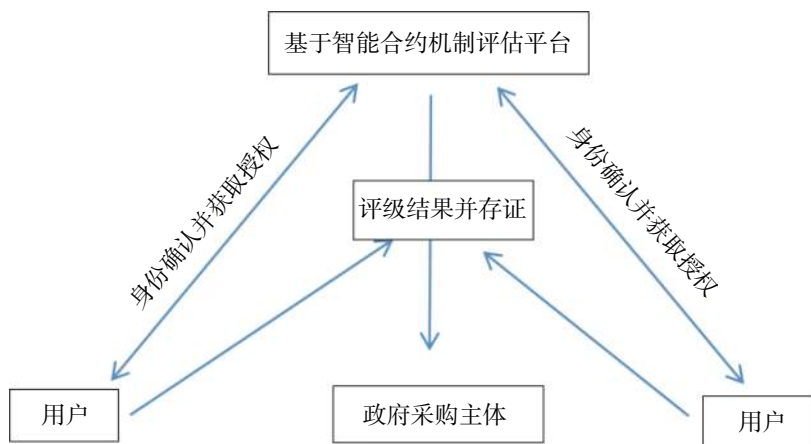 基于智能合约机制评估平台
身份确认并获取授权
身份确认并获取授权
评级结果并存证
用户
政府采购主体
用户